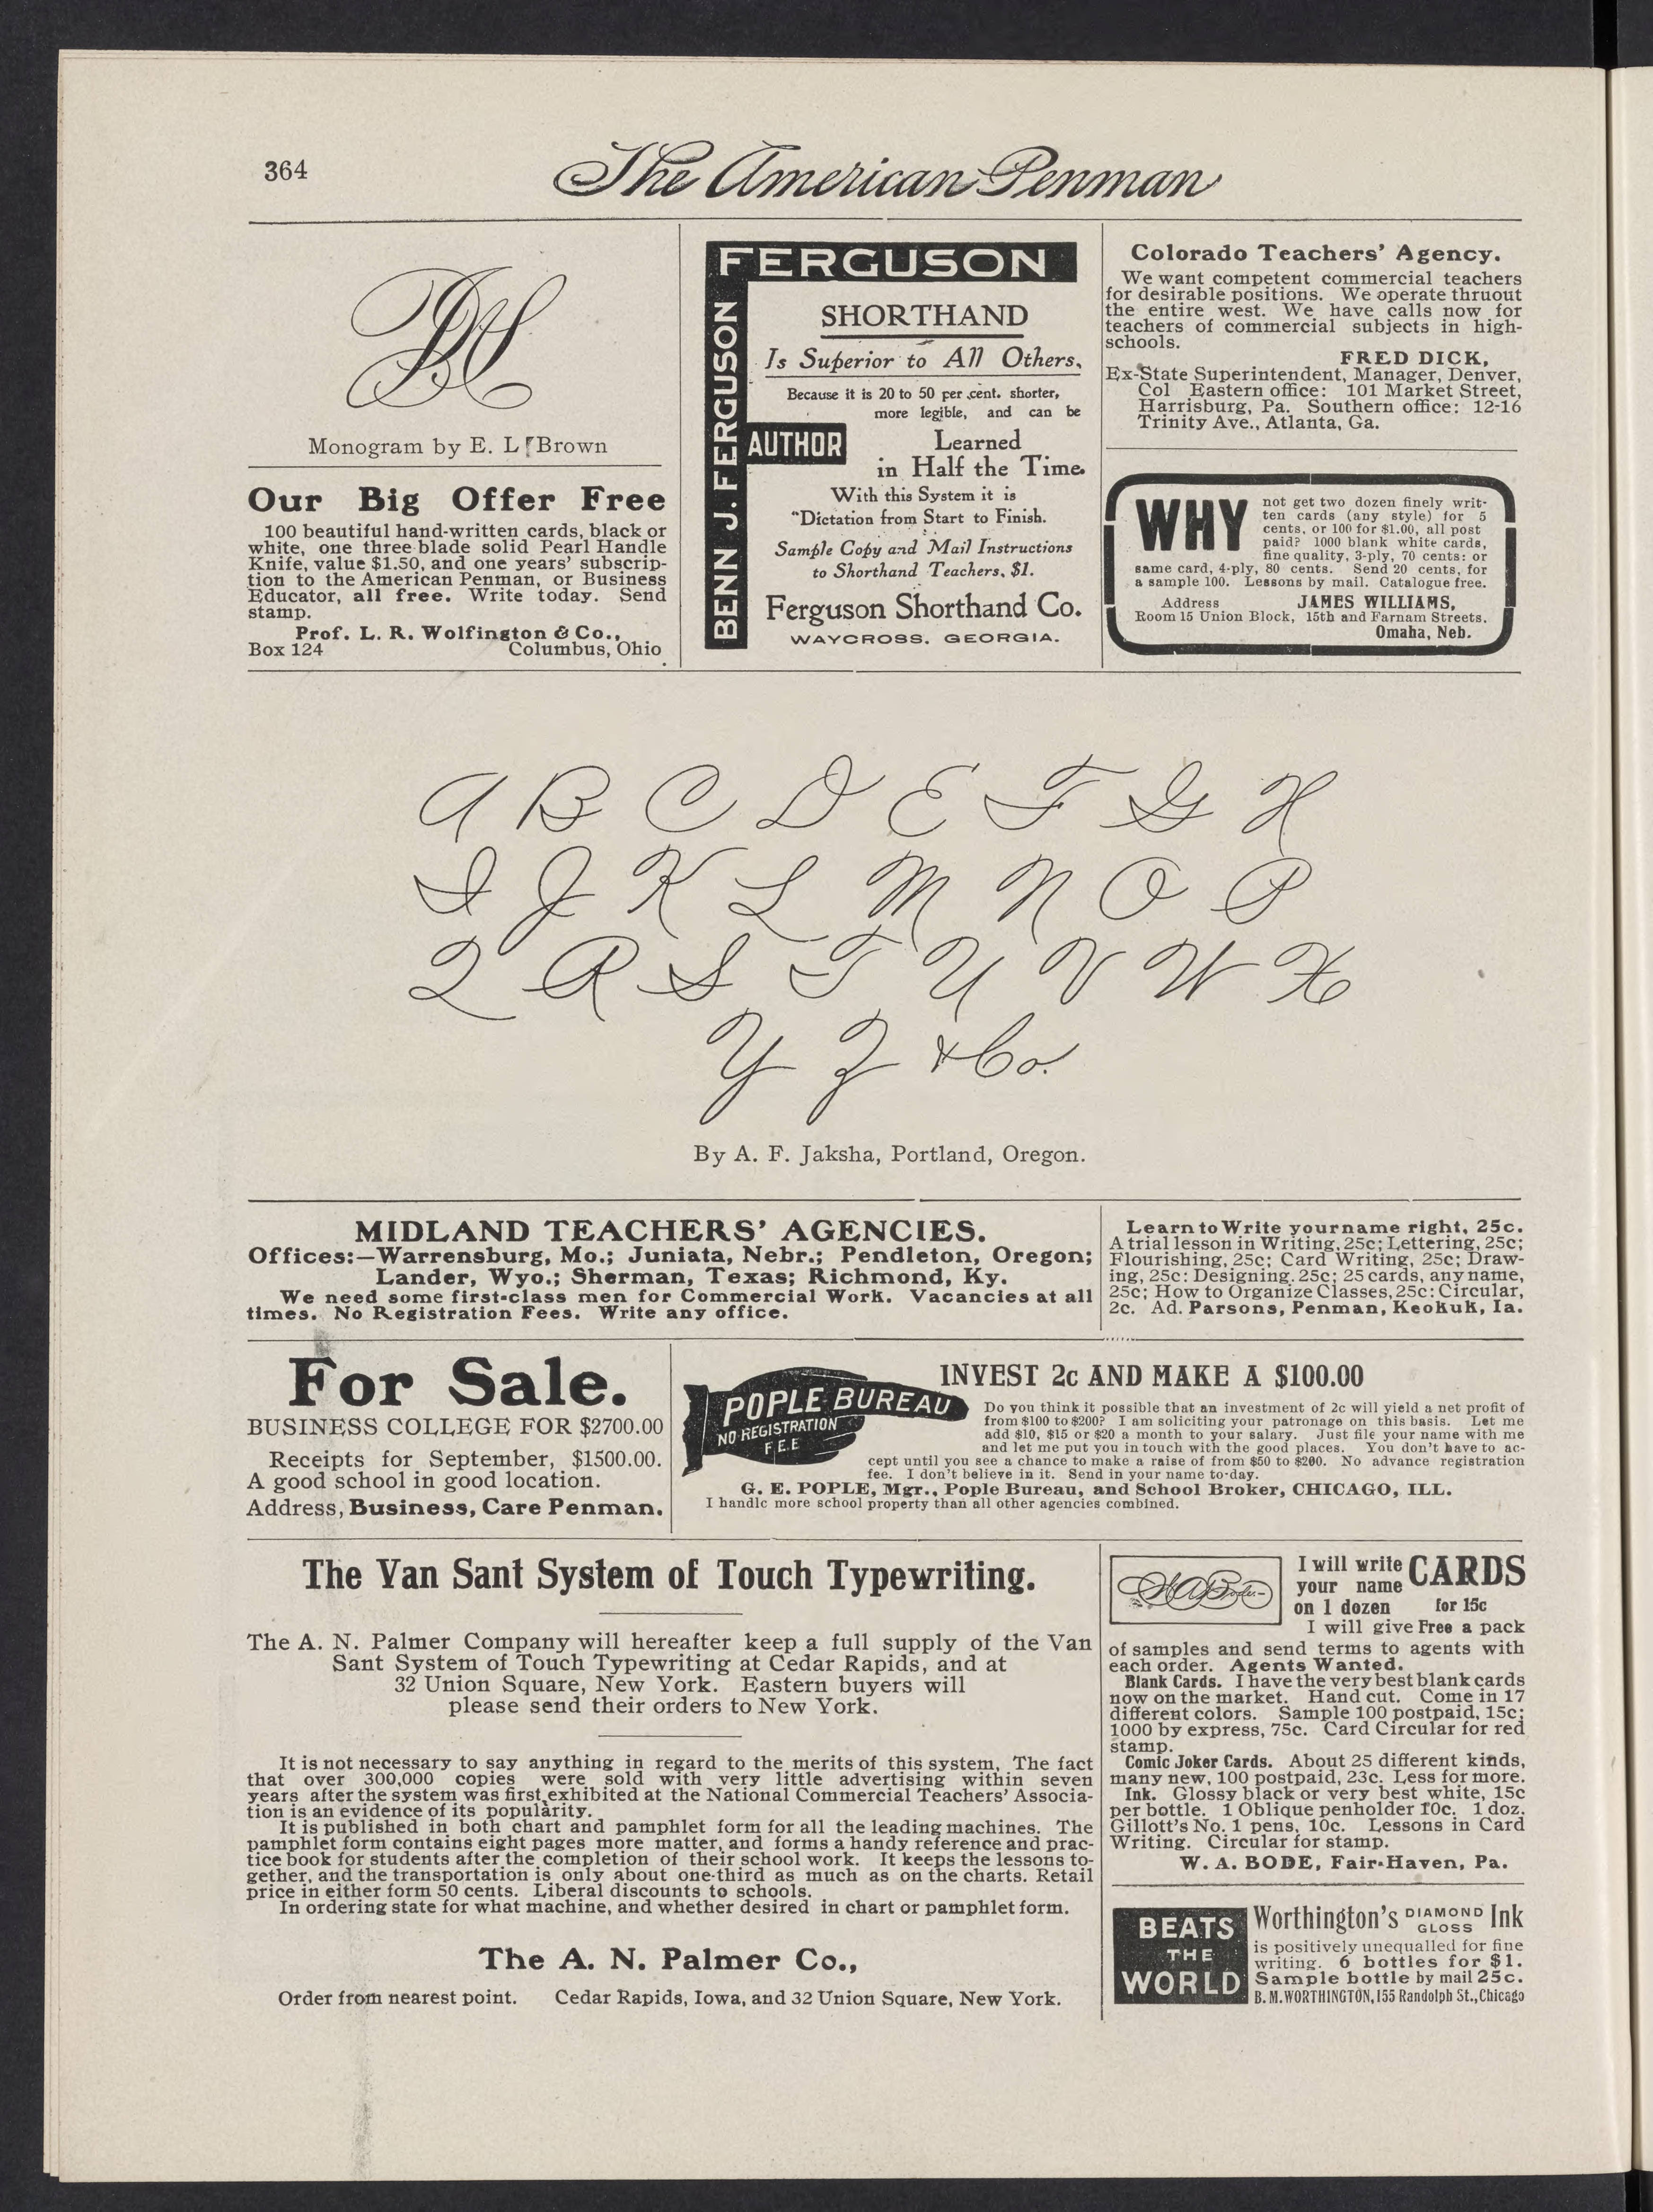 364
The American Penman
Monogram by E. L Brown
Our Big Offer Free
100 beautiful hand-written cards, black or
white, one three-blade solid Pearl Handle
Knife, value $1.50, and one years' subscrip-
tion to the American Penman, or Business
Educator, all free. Write today. Send
stamp.
Prof. L. R. Wolfington & Co.,
Box 124 Columbus, Ohio
FERGUSON
BENN J. FERGUSON
AUTHOR
SHORTHAND
Is Superior to All Others,
Because it is 20 to 50 per cent. shorter,
more legible, and can be
Learned
in Half the Time.
With this System it is
"Dictation from Start to Finish.
Sample Copy and Mail Instructions
to Shorthand Teachers, $1.
Ferguson Shorthand Co.
WAYCROSS, GEORGIA.
Colorado Teachers' Agency.
We want competent commercial teachers
for desirable positions. We operate thruout
the entire west. We have calls now for
teachers of commercial subjects in high-
schools.
FRED DICK,
Ex-State Superintendent, Manager, Denver,
Col Eastern office: 101 Market Street,
Harrisburg, Pa. Southern office: 12-16
Trinity Ave., Atlanta, Ga.
WHY not get two dozen finely writ-
ten cards (any style) for 5
cents, or 100 for $1.00, all post
paid? 1000 blank white cards,
fine quality, 3-ply, 70 cents: or
same card, 4-ply, 80 cents. Send 20 cents, for
a sample 100. Lessons by mail. Catalogue free.
Address JAMES WILLIAMS,
Room 15 Union Block, 15th and Farnam Streets.
Omaha, Neb.
A B C D E F G H
I J K L M N O P
Q R S T U V W X
Y Z & Co.
By A. F. Jaksha, Portland, Oregon.
MIDLAND TEACHERS' AGENCIES.
Offices:—Warrensburg, Mo.; Juniata, Nebr.; Pendleton, Oregon;
Lander, Wyo.; Sherman, Texas; Richmond, Ky.
We need some first-class men for Commercial Work. Vacancies at all
times. No Registration Fees. Write any office.
Learn to Write your name right, 25c.
A trial lesson in Writing, 25c; Lettering, 25c;
Flourishing, 25c; Card Writing, 25c; Draw-
ing, 25c: Designing. 25c; 25 cards, any name,
25c; How to Organize Classes, 25c: Circular,
2c. Ad. Parsons, Penman, Keokuk, Ia.
For Sale.
BUSINESS COLLEGE FOR $2700.00
Receipts for September, $1500.00.
A good school in good location.
Address, Business, Care Penman.
POPLE BUREAU
NO REGISTRATION
FEE
INVEST 2c AND MAKE A $100.00
Do you think it possible that an investment of 2c will yield a net profit of
from $100 to $200? I am soliciting your patronage on this basis. Let me
add $10, $15 or $20 a month to your salary. Just file your name with me
and let me put you in touch with the good places. You don't have to ac-
cept until you see a chance to make a raise of from $50 to $200. No advance registration
fee. I don't believe in it. Send in your name to-day.
G. E. POPLE, Mgr., Pople Bureau, and School Broker, CHICAGO, ILL.
I handle more school property than all other agencies combined.
The Van Sant System of Touch Typewriting.
The A. N. Palmer Company will hereafter keep a full supply of the Van
Sant System of Touch Typewriting at Cedar Rapids, and at
32 Union Square, New York. Eastern buyers will
please send their orders to New York.
It is not necessary to say anything in regard to the merits of this system, The fact
that over 300,000 copies were sold with very little advertising within seven
years after the system was first exhibited at the National Commercial Teachers' Associa-
tion is an evidence of its popularity.
It is published in both chart and pamphlet form for all the leading machines. The
pamphlet form contains eight pages more matter, and forms a handy reference and prac-
tice book for students after the completion of their school work. It keeps the lessons to-
gether, and the transportation is only about one-third as much as on the charts. Retail
price in either form 50 cents. Liberal discounts to schools.
In ordering state for what machine, and whether desired in chart or pamphlet form.
The A. N. Palmer Co.,
Order from nearest point. Cedar Rapids, Iowa, and 32 Union Square, New York.
W A Bode
I will write CARDS
your name
on 1 dozen for 15c
I will give Free a pack
of samples and send terms to agents with
each order. Agents Wanted.
Blank Cards. I have the very best blank cards
now on the market. Hand cut. Come in 17
different colors. Sample 100 postpaid, 15c;
1000 by express, 75c. Card Circular for red
stamp.
Comic Joker Cards. About 25 different kinds,
many new, 100 postpaid, 23c. Less for more.
Ink. Glossy black or very best white, 15c
per bottle. 1 Oblique penholder 10c. 1 doz.
Gillott's No. 1 pens, 10c. Lessons in Card
Writing. Circular for stamp.
W. A. BODE, Fair-Haven, Pa.
BEATS
THE
WORLD
Worthington's DIAMOND GLOSS Ink
is positively unequalled for fine
writing. 6 bottles for $1.
Sample bottle by mail 25c.
B. M. WORTHINGTON, 155 Randolph St., Chicago